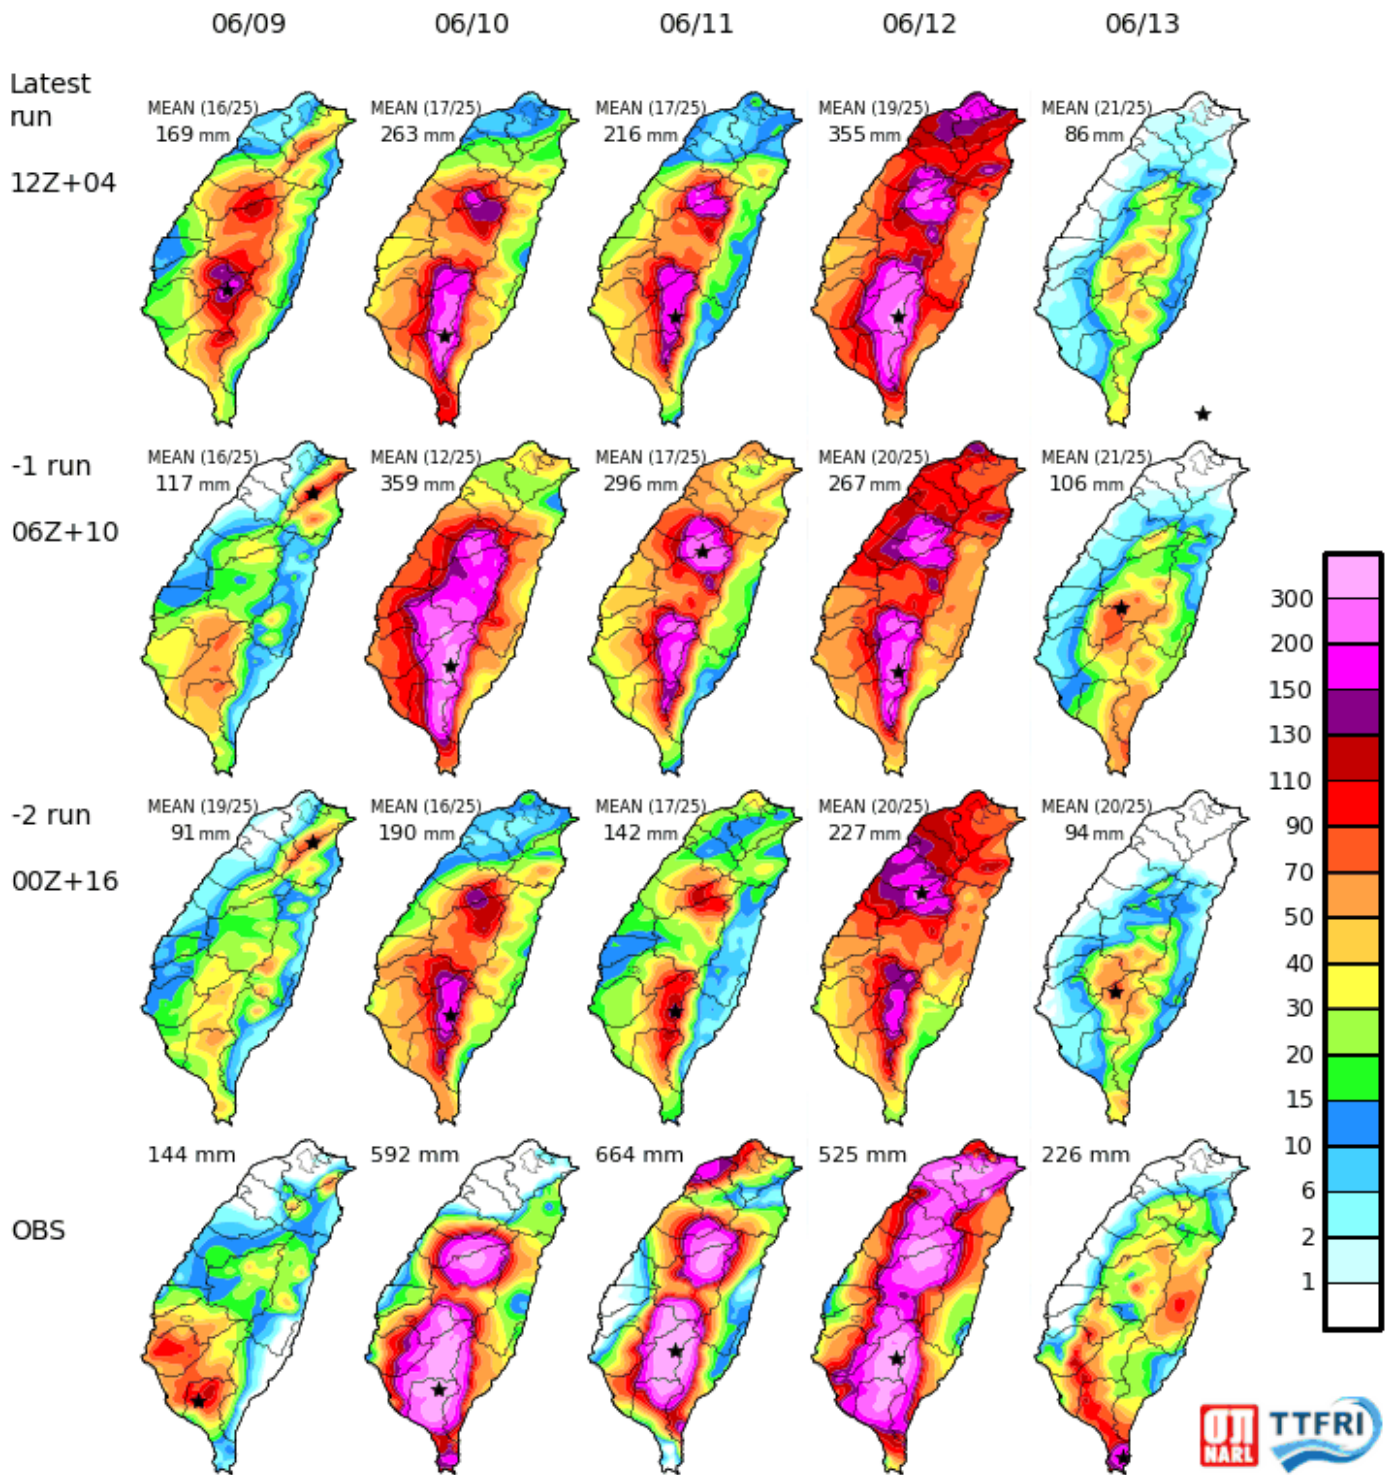 06/09 06/10 06/11 06/12 06/13
Latest
run
12Z+04
MEAN (16/25) MEAN (17/25) MEAN (17/25) MEAN (19/25) MEAN (21/25)
169 mm 263 mm 216 mm 355 mm 86 mm
-1 run
06Z+10
MEAN (16/25) MEAN (12/25) MEAN (17/25) MEAN (20/25) MEAN (21/25)
117 mm 359 mm 296 mm 267 mm 106 mm
-2 run
00Z+16
MEAN (19/25) MEAN (16/25) MEAN (17/25) MEAN (20/25) MEAN (20/25)
91 mm 190 mm 142 mm 227 mm 94 mm
OBS
144 mm 592 mm 664 mm 525 mm 226 mm
300
200
150
130
110
90
70
50
40
30
20
15
10
6
2
1
NARL
TTFRI